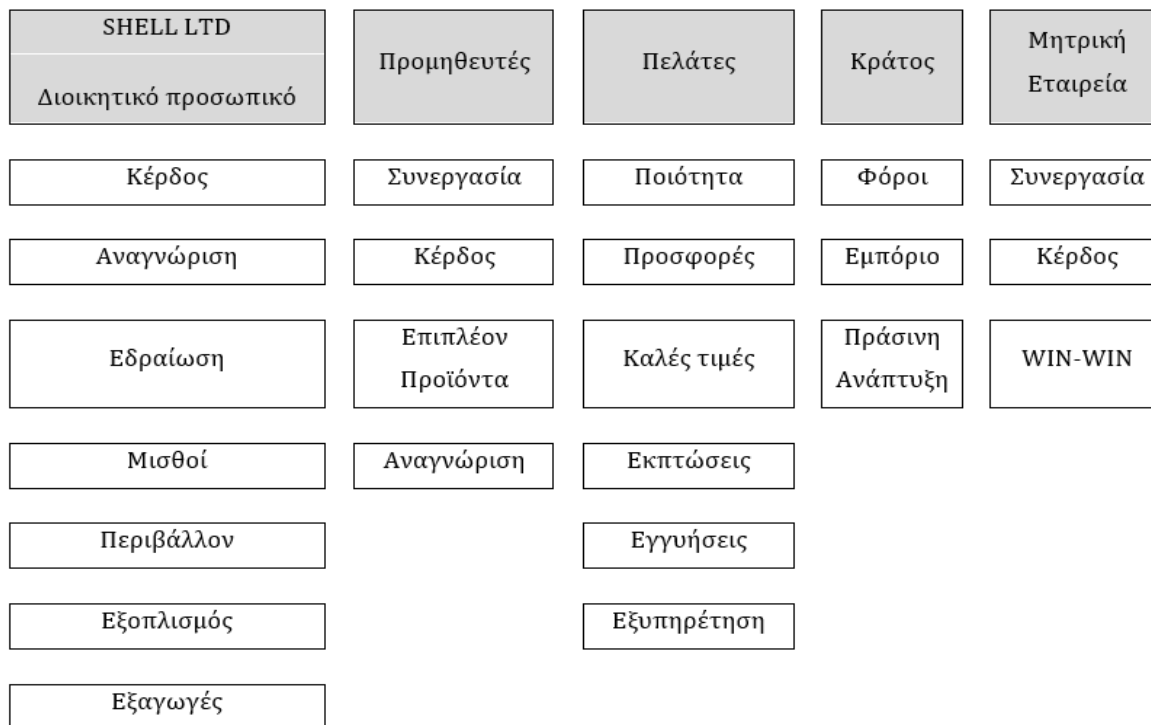 SHELL LTD
Διοικητικό προσωπικό
Προμηθευτές
Πελάτες
Κράτος
Μητρική
Εταιρεία
Κέρδος
Συνεργασία
Ποιότητα
Φόροι
Συνεργασία
Αναγνώριση
Κέρδος
Προσφορές
Εμπόριο
Κέρδος
Εδραίωση
Επιπλέον
Προϊόντα
Καλές τιμές
Πράσινη
Ανάπτυξη
WIN-WIN
Μισθοί
Αναγνώριση
Εκπτώσεις
Περιβάλλον
Εγγυήσεις
Εξοπλισμός
Εξυπηρέτηση
Εξαγωγές